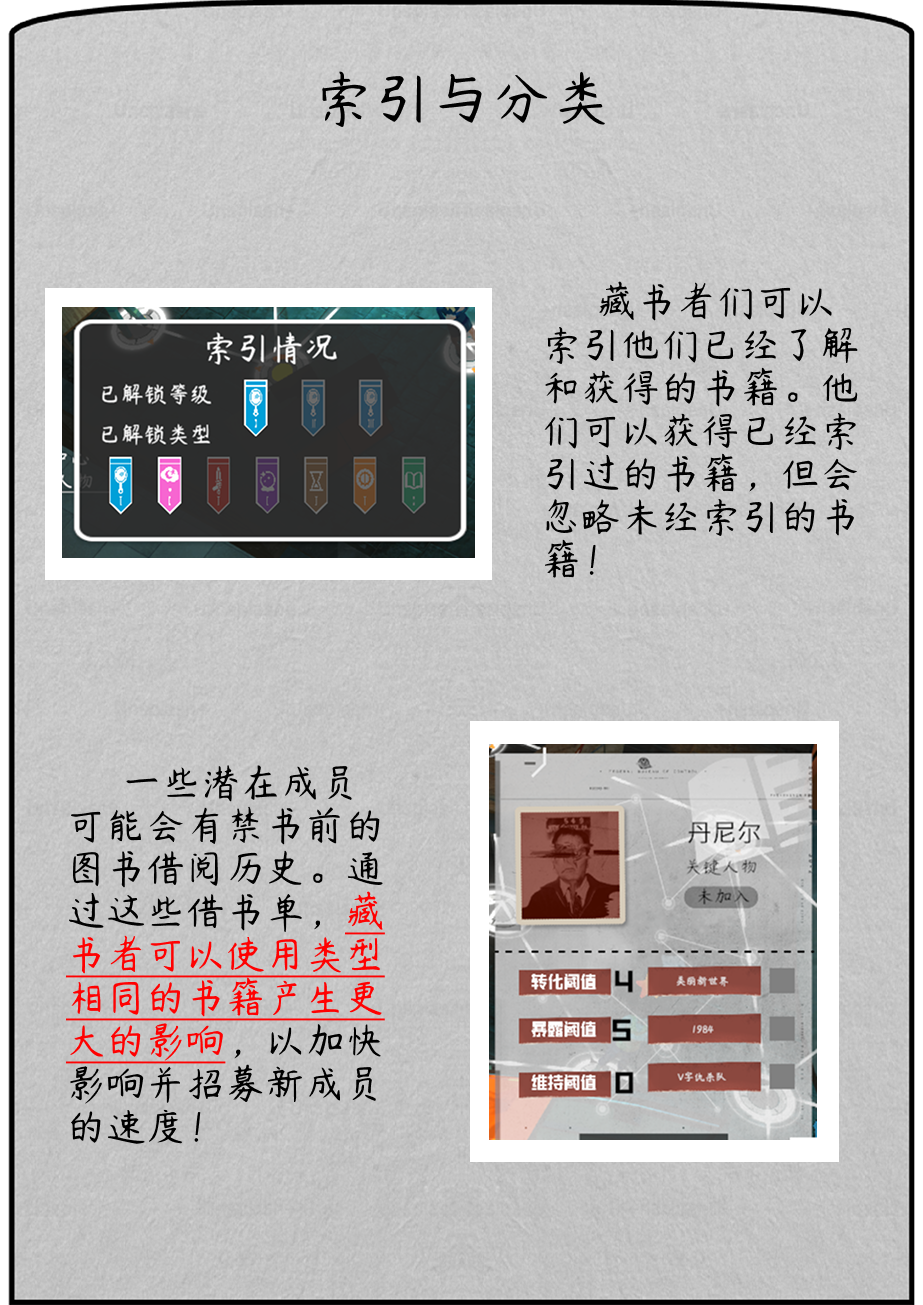 索引与分类
索引情况
已解锁等级
已解锁类型
藏书者们可以
索引他们已经了解
和获得的书籍。他
们可以获得已经索
引过的书籍，但会
忽略未经索引的书
籍！
一些潜在成员
可能会有禁书前的
图书借阅历史。通
过这些借书单，藏
书者可以使用类型
相同的书籍产生更
大的影响，以加快
影响并招募新成员
的速度！
丹尼尔
关键人物
未加入
转化阈值 4 美丽新世界
暴露阈值 5 1984
维持阈值 0 V字仇杀队